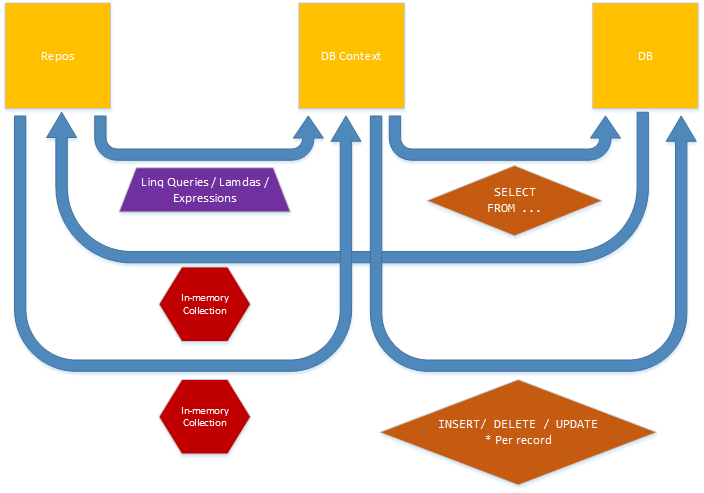 Repos
DB Context
DB
Linq Queries / Lamdas /
Expressions
SELECT
FROM ...
In-memory
Collection
In-memory
Collection
INSERT/ DELETE / UPDATE
* Per record